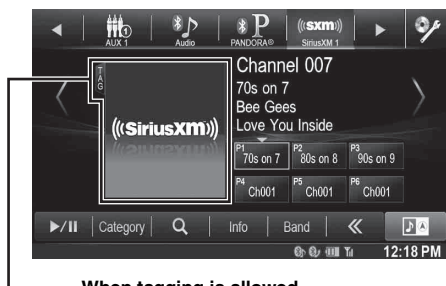 AUX 1
Audio
PANDORA®
((SXM))
SiriusXM 1
TAG
Channel 007
70s on 7
Bee Gees
Love You Inside
((SiriusXM))
P1 70s on 7
P2 80s on 8
P3 90s on 9
P4 Ch001
P5 Ch001
P6 Ch001
Category
Info
Band
12:18 PM
When tagging is allowed